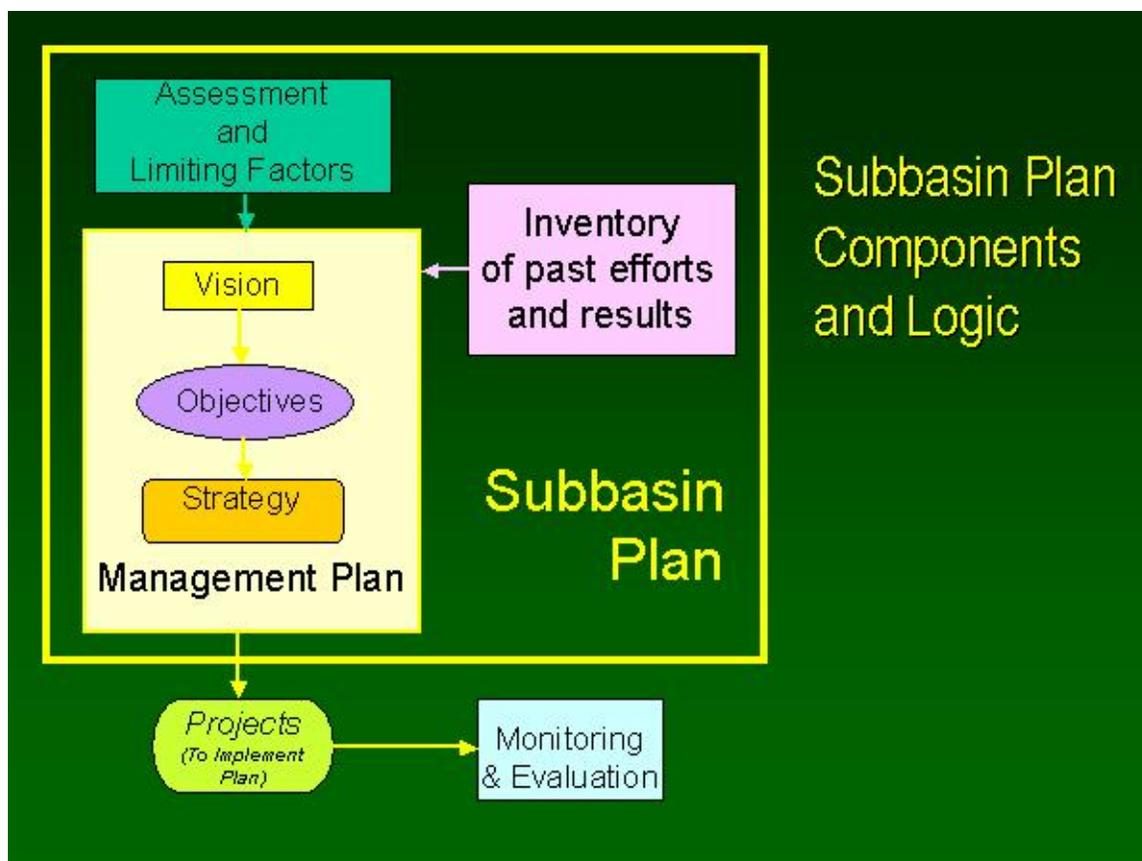 Assessment
and
Limiting Factors
Inventory
of past efforts
and results
Vision
Objectives
Strategy
Management Plan
Subbasin
Plan
Subbasin Plan
Components
and Logic
Projects
(To Implement
Plan)
Monitoring
& Evaluation